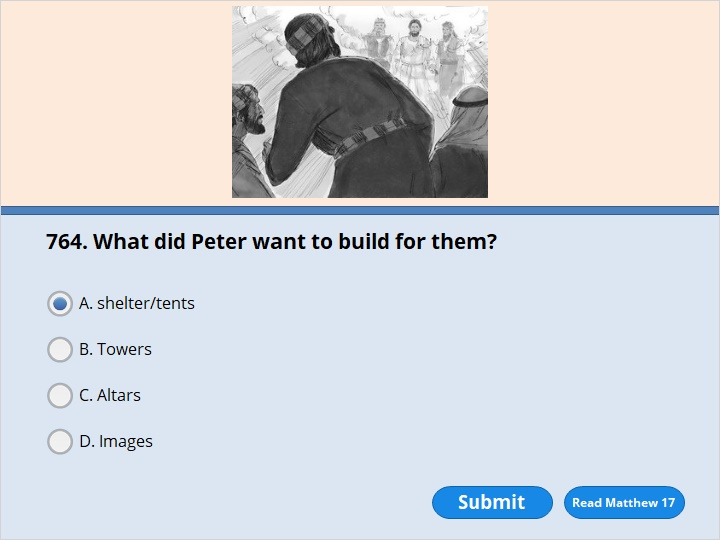 764. What did Peter want to build for them?
A. shelter/tents
B. Towers
C. Altars
D. Images
Submit
Read Matthew 17